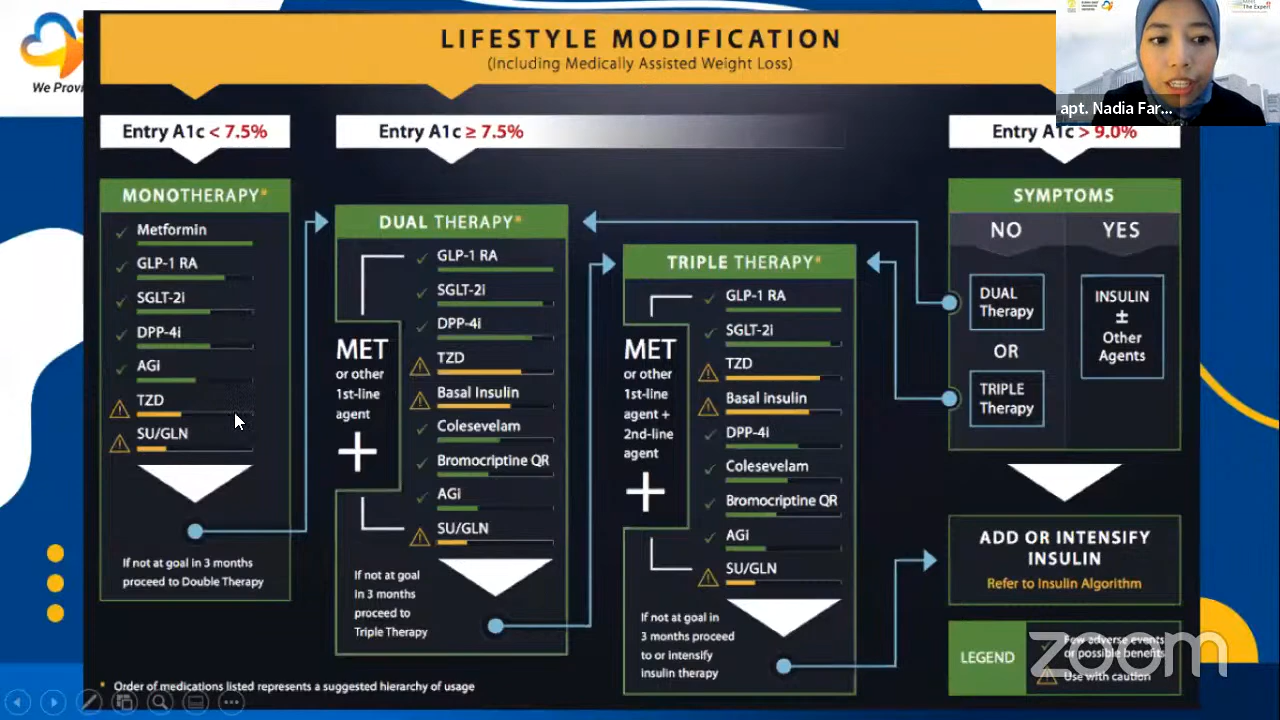 LIFESTYLE MODIFICATION
(Including Medically Assisted Weight Loss)
We Provi
apt. Nadia Far...
The Expert
Entry A1c < 7.5%
Entry A1c ≥ 7.5%
Entry A1c > 9.0%
MONOTHERAPY*
Metformin
GLP-1 RA
SGLT-2i
DPP-4i
AGi
TZD
SU/GLN
If not at goal in 3 months
proceed to Double Therapy
DUAL THERAPY*
MET
or other
1st-line
agent
+
GLP-1 RA
SGLT-2i
DPP-4i
TZD
Basal Insulin
Colesevelam
Bromocriptine QR
AGi
SU/GLN
If not at goal
in 3 months
proceed to
Triple Therapy
TRIPLE THERAPY*
MET
or other
1st-line
agent +
2nd-line
agent
+
GLP-1 RA
SGLT-2i
TZD
Basal insulin
DPP-4i
Colesevelam
Bromocriptine QR
AGi
SU/GLN
If not at goal in
3 months proceed
to or intensify
insulin therapy
SYMPTOMS
NO
YES
DUAL
Therapy
OR
TRIPLE
Therapy
INSULIN
±
Other
Agents
ADD OR INTENSIFY
INSULIN
Refer to Insulin Algorithm
LEGEND
Few adverse events
or possible benefits
Use with caution
zoom
* Order of medications listed represents a suggested hierarchy of usage